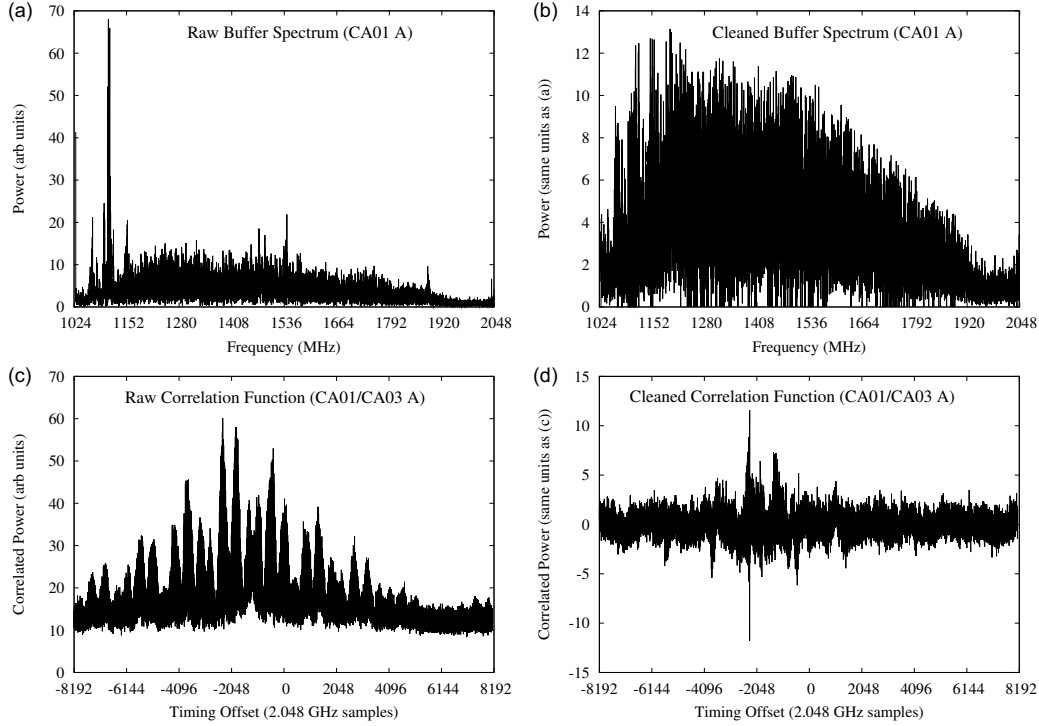 (a)
70
60
50
40
30
20
10
0
Power (arb units)
Raw Buffer Spectrum (CA01 A)
1024 1152 1280 1408 1536 1664 1792 1920 2048
Frequency (MHz)
(b)
14
12
10
8
6
4
2
0
Power (same units as (a))
Cleaned Buffer Spectrum (CA01 A)
1024 1152 1280 1408 1536 1664 1792 1920 2048
Frequency (MHz)
(c)
70
60
50
40
30
20
10
0
Correlated Power (arb units)
Raw Correlation Function (CA01/CA03 A)
-8192 -6144 -4096 -2048 0 2048 4096 6144 8192
Timing Offset (2.048 GHz samples)
(d)
15
10
5
0
-5
-10
-15
Correlated Power (same units as (c))
Cleaned Correlation Function (CA01/CA03 A)
-8192 -6144 -4096 -2048 0 2048 4096 6144 8192
Timing Offset (2.048 GHz samples)